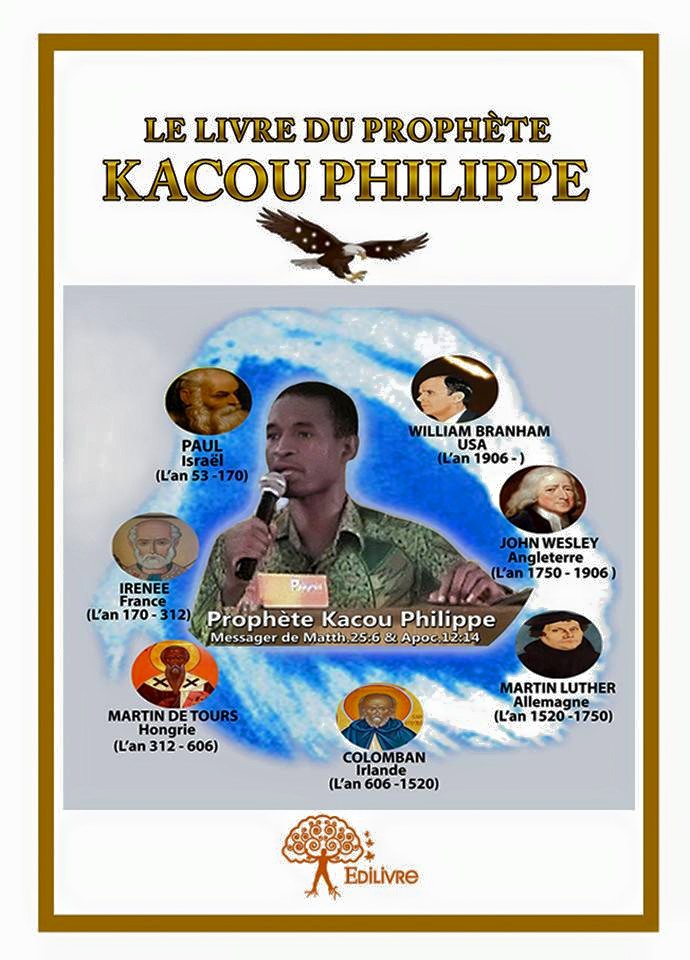 LE LIVRE DU PROPHÈTE
KACOU PHILIPPE
PAUL
Israël
(L'an 53 -170)
WILLIAM BRANHAM
USA
(L'an 1906 - )
JOHN WESLEY
Angleterre
(L'an 1750 - 1906 )
IRENEE
France
(L'an 170 - 312)
Prophète Kacou Philippe
Messager de Matth.25:6 & Apoc.12:14
MARTIN LUTHER
Allemagne
(L'an 1520 -1750)
MARTIN DE TOURS
Hongrie
(L'an 312 - 606)
COLOMBAN
Irlande
(L'an 606 -1520)
EDILIVRE